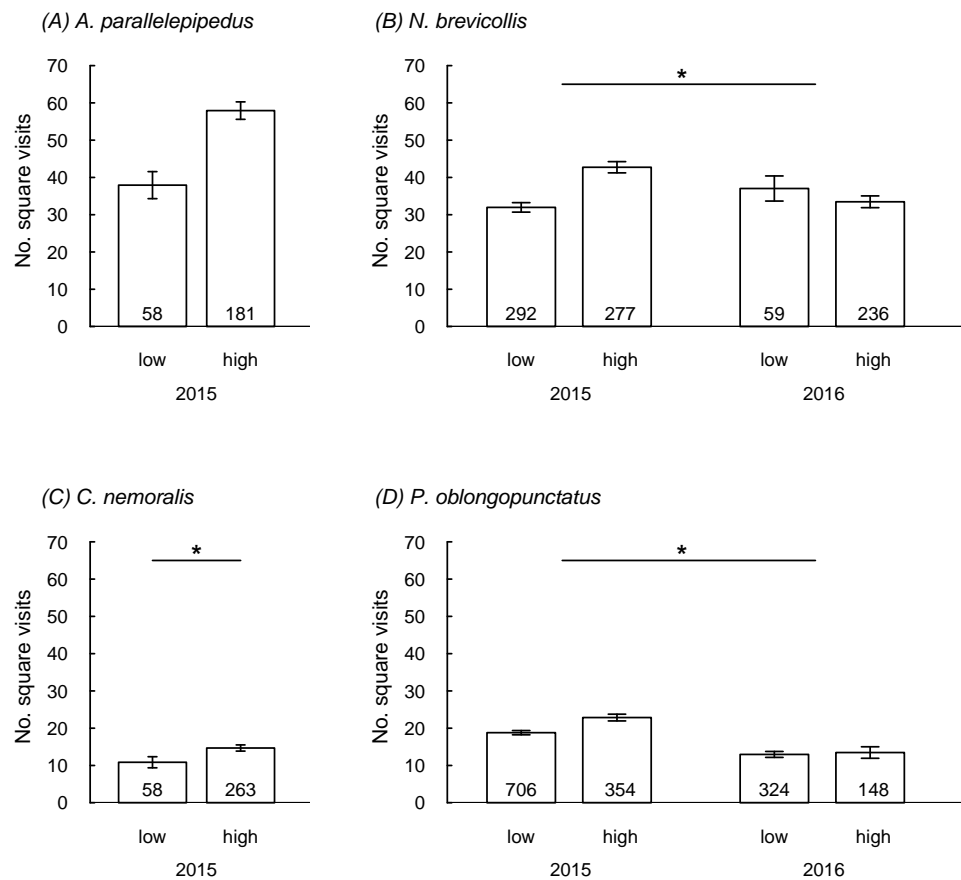 (A) A. parallelepipedus
70
60
50
40
30
20
10
0
No. square visits
58
181
low
high
2015
(B) N. brevicollis
*
70
60
50
40
30
20
10
0
No. square visits
292
277
59
236
low
high
low
high
2015
2016
(C) C. nemoralis
*
70
60
50
40
30
20
10
0
No. square visits
58
263
low
high
2015
(D) P. oblongopunctatus
*
70
60
50
40
30
20
10
0
No. square visits
706
354
324
148
low
high
low
high
2015
2016